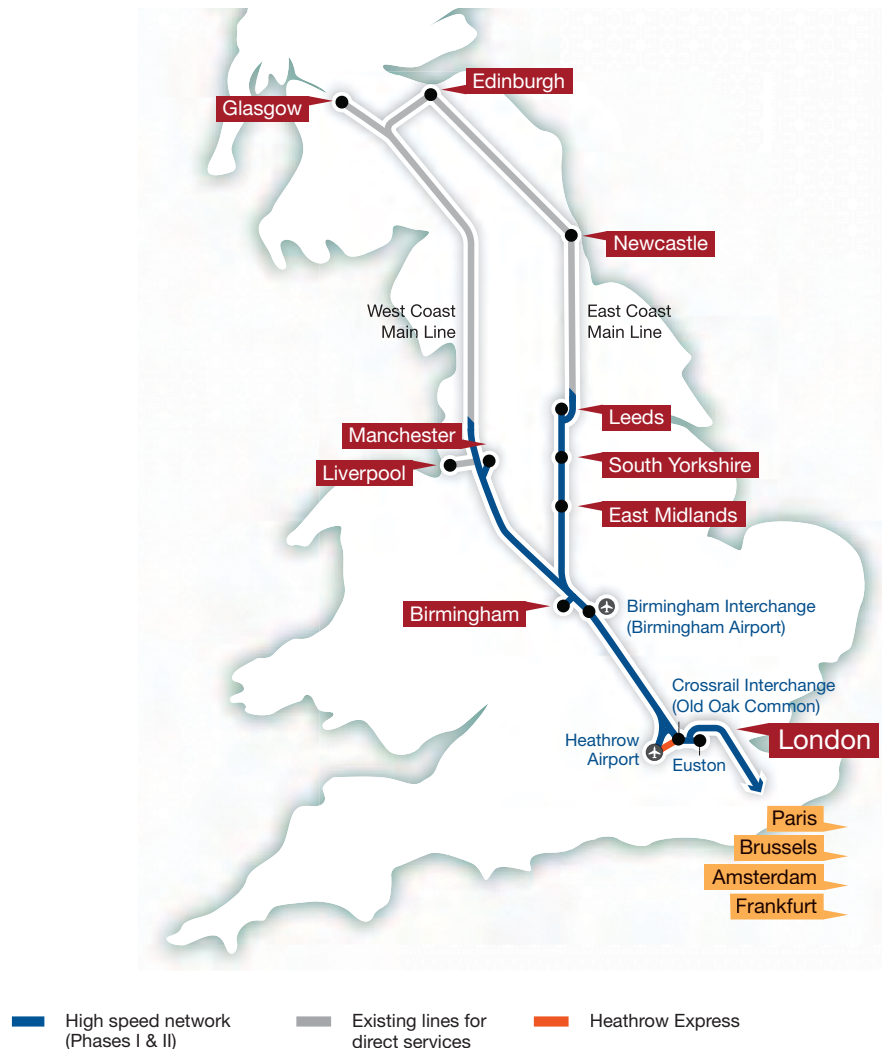 Edinburgh
Glasgow
Newcastle
West Coast
Main Line
East Coast
Main Line
Leeds
Manchester
South Yorkshire
Liverpool
East Midlands
Birmingham
Birmingham Interchange
(Birmingham Airport)
Crossrail Interchange
(Old Oak Common)
London
Heathrow
Airport
Euston
Paris
Brussels
Amsterdam
Frankfurt
High speed network
(Phases I & II)
Existing lines for
direct services
Heathrow Express